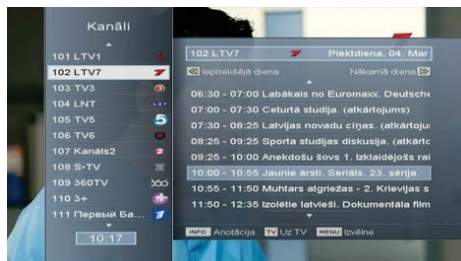 Kanāli
101 LTV1
102 LTV7
103 TV3
104 LNT
105 TV5
106 TV6
107 Kanāls2
108 S-TV
109 360TV
110 3+
111 Первый Ба...
10:17
102 LTV7 7 Piektdiena, 04. Mar
Iepriekšējā diena Nākamā diena
06:30 - 07:00 Labākais no Euromaxx. Deutsche
07:00 - 07:30 Ceturtā studija. (atkārtojums)
07:30 - 08:25 Latvijas novadu cīņas. (atkārtoju
08:25 - 09:25 Sporta studijas diskusija. (atkārto
09:25 - 10:00 Anekdošu šovs 1. Izklaidējošs rai
10:00 - 10:55 Jaunie ārsti. Seriāls. 23. sērija.
10:55 - 11:50 Muhtars atgriežas - 2. Krievijas s
11:50 - 12:35 Izolētie latvieši. Dokumentāla film
INFO Anotācija TV Uz TV MENU Izvēlne